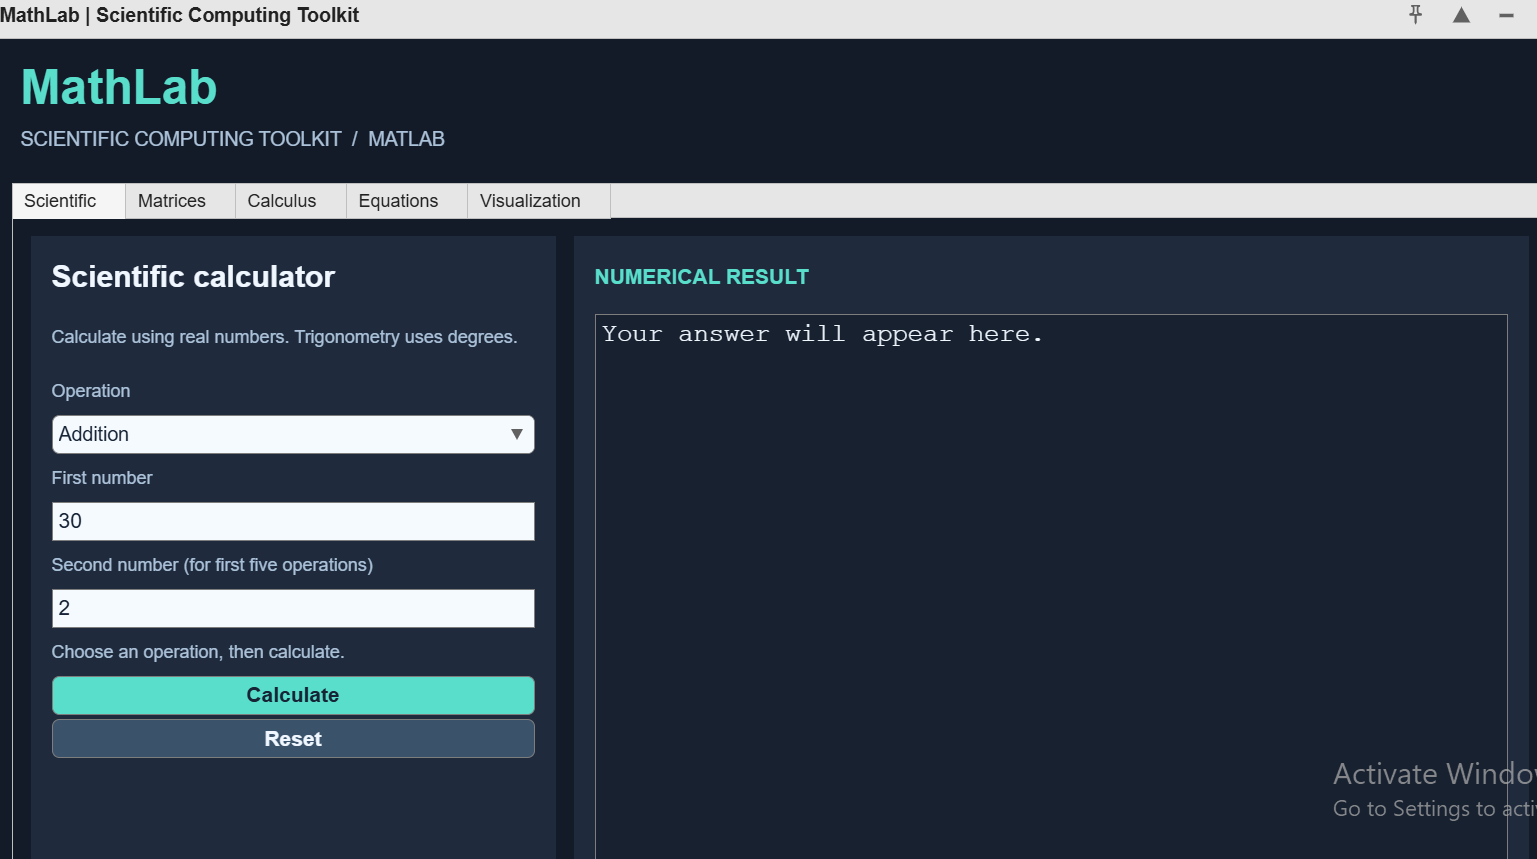 MathLab | Scientific Computing Toolkit
MathLab
SCIENTIFIC COMPUTING TOOLKIT / MATLAB
Scientific Matrices Calculus Equations Visualization
Scientific calculator
Calculate using real numbers. Trigonometry uses degrees.
Operation
Addition
First number
30
Second number (for first five operations)
2
Choose an operation, then calculate.
Calculate
Reset
NUMERICAL RESULT
Your answer will appear here.
Activate Windo
Go to Settings to acti